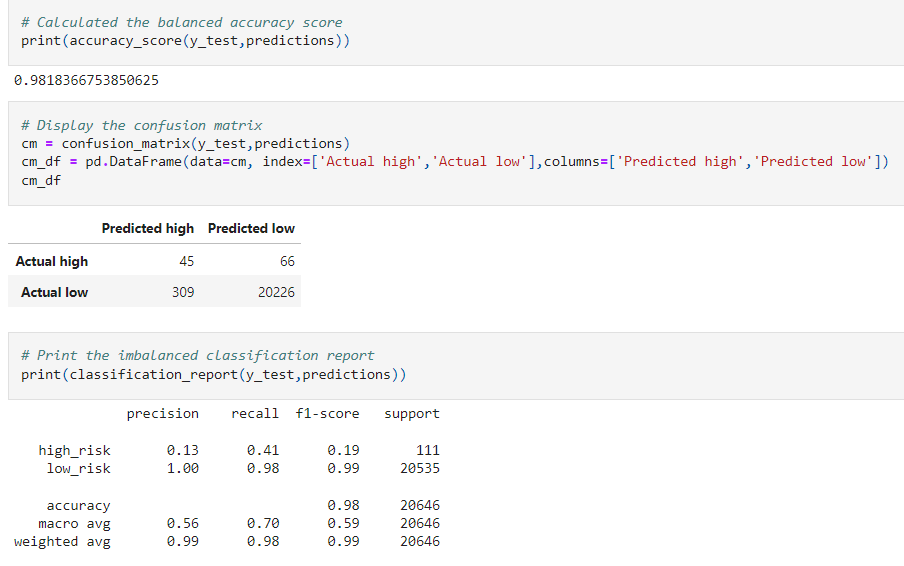 # Calculated the balanced accuracy score
print(accuracy_score(y_test,predictions))
0.9818366753850625
# Display the confusion matrix
cm = confusion_matrix(y_test,predictions)
cm_df = pd.DataFrame(data=cm, index=['Actual high','Actual low'],columns=['Predicted high','Predicted low'])
cm_df
Predicted high Predicted low
Actual high 45 66
Actual low 309 20226
# Print the imbalanced classification report
print(classification_report(y_test,predictions))
precision recall f1-score support
high_risk 0.13 0.41 0.19 111
low_risk 1.00 0.98 0.99 20535
accuracy 0.98 20646
macro avg 0.56 0.70 0.59 20646
weighted avg 0.99 0.98 0.99 20646